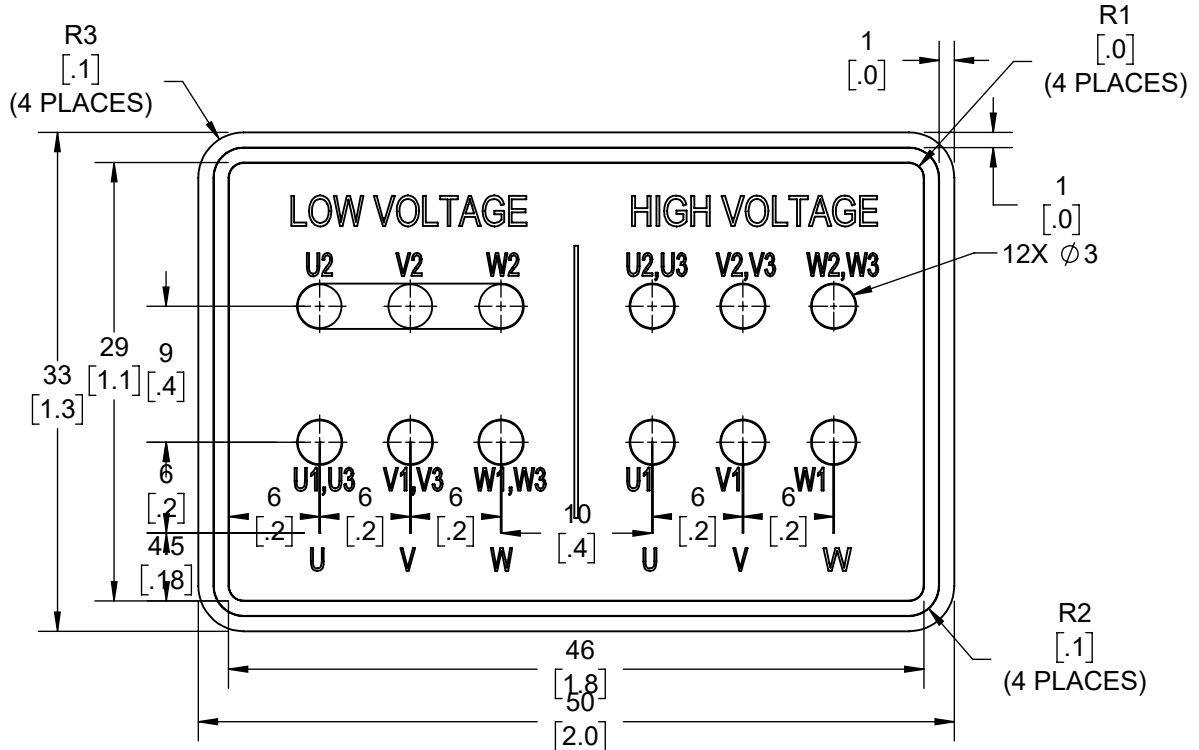 R3
[.1]
(4 PLACES)
1
[.0]
R1
[.0]
(4 PLACES)
1
[.0]
12X ∅3
LOW VOLTAGE
HIGH VOLTAGE
U2 V2 W2
U2,U3 V2,V3 W2,W3
33
[1.3]
29
[1.1]
9
[.4]
U1,U3 V1,V3 W1,W3
U1 V1 W1
6
[.2]
4.5
[.18]
6
[.2]
6
[.2]
6
[.2]
10
[.4]
6
[.2]
6
[.2]
U V W
U V W
46
[1.8]
50
[2.0]
R2
[.1]
(4 PLACES)